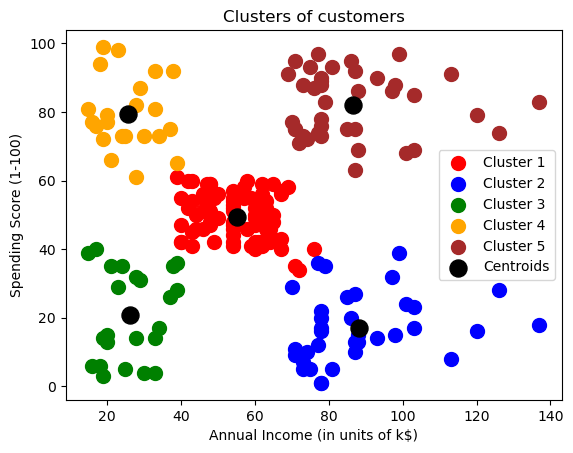 Clusters of customers
100
80
60
40
20
0
Spending Score (1-100)
Cluster 1
Cluster 2
Cluster 3
Cluster 4
Cluster 5
Centroids
20 40 60 80 100 120 140
Annual Income (in units of k$)